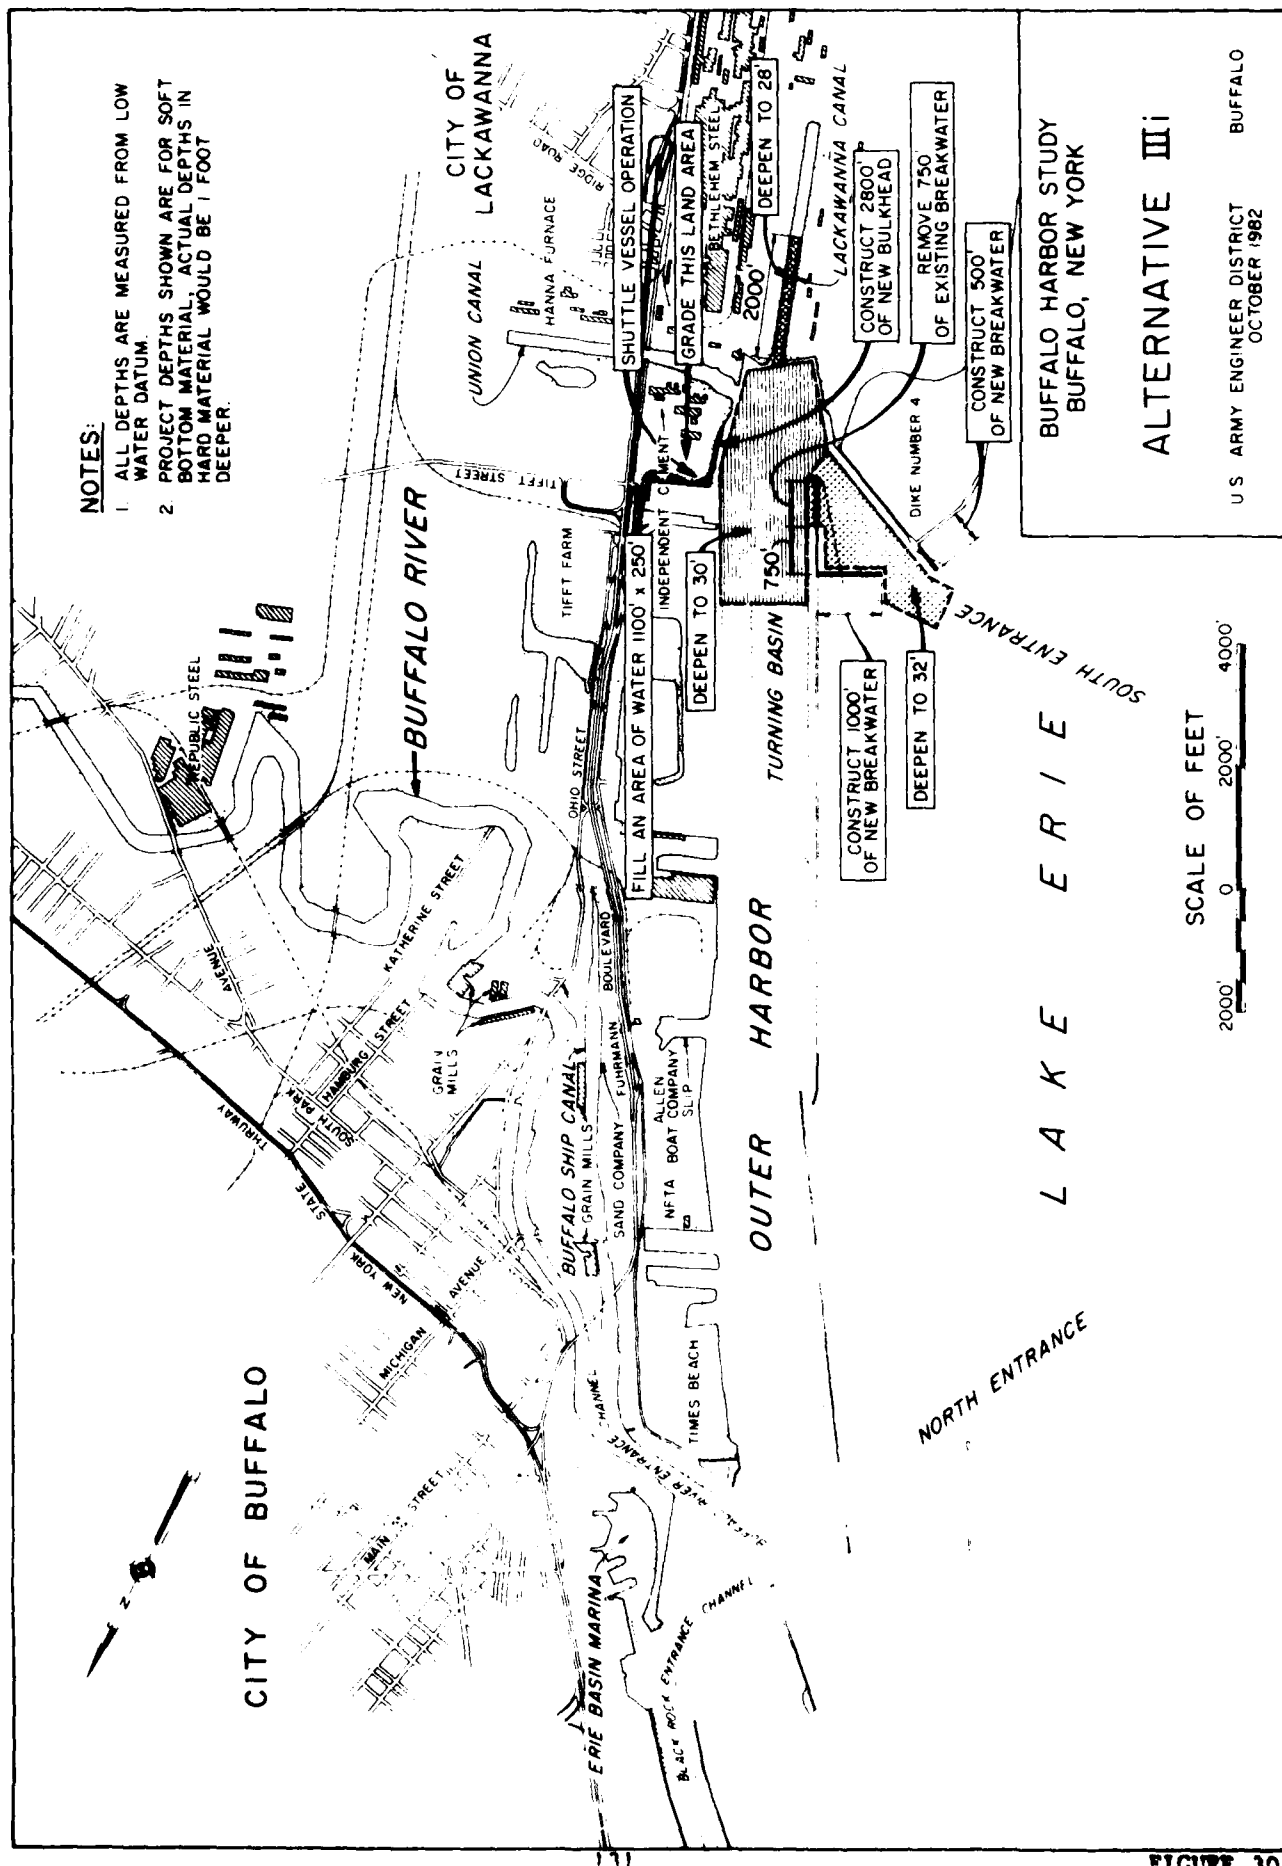 NOTES:
1. ALL DEPTHS ARE MEASURED FROM LOW
WATER DATUM.
2. PROJECT DEPTHS SHOWN ARE FOR SOFT
BOTTOM MATERIAL, ACTUAL DEPTHS IN
HARD MATERIAL WOULD BE 1 FOOT
DEEPER.
CITY OF
LACKAWANNA
RIDGE ROAD
UNION CANAL
HANNA FURNACE
SHUTTLE VESSEL OPERATION
GRADE THIS LAND AREA
BETHLEHEM STEEL
DEEPEN TO 28'
2000'
LACKAWANNA CANAL
CONSTRUCT 2800'
OF NEW BULKHEAD
REMOVE 750'
OF EXISTING BREAKWATER
CONSTRUCT 500'
OF NEW BREAKWATER
DIKE NUMBER 4
TIFFT STREET
TIFFT FARM
INDEPENDENT CEMENT
FILL AN AREA OF WATER 1100' x 250'
DEEPEN TO 30'
750'
TURNING BASIN
CONSTRUCT 1000'
OF NEW BREAKWATER
DEEPEN TO 32'
SOUTH ENTRANCE
REPUBLIC STEEL
BUFFALO RIVER
OHIO STREET
KATHERINE STREET
AVENUE
SOUTH PARK
HAMBURG STREET
GRAIN
MILLS
FUHRMANN
BOULEVARD
BUFFALO SHIP CANAL
GRAIN MILLS
SAND COMPANY
ALLEN
BOAT COMPANY
SLIP
NFTA
OUTER HARBOR
LAKE ERIE
NEW YORK
STATE
THRUWAY
MICHIGAN
AVENUE
MAIN STREET
CITY OF BUFFALO
N
TIMES BEACH
BUFFALO RIVER ENTRANCE
CHANNEL
NORTH ENTRANCE
ERIE BASIN MARINA
BLACK ROCK ENTRANCE CHANNEL
SCALE OF FEET
2000' 0 2000' 4000'
BUFFALO HARBOR STUDY
BUFFALO, NEW YORK
ALTERNATIVE IIIi
U S ARMY ENGINEER DISTRICT BUFFALO
OCTOBER 1982
131
FIGURE 30